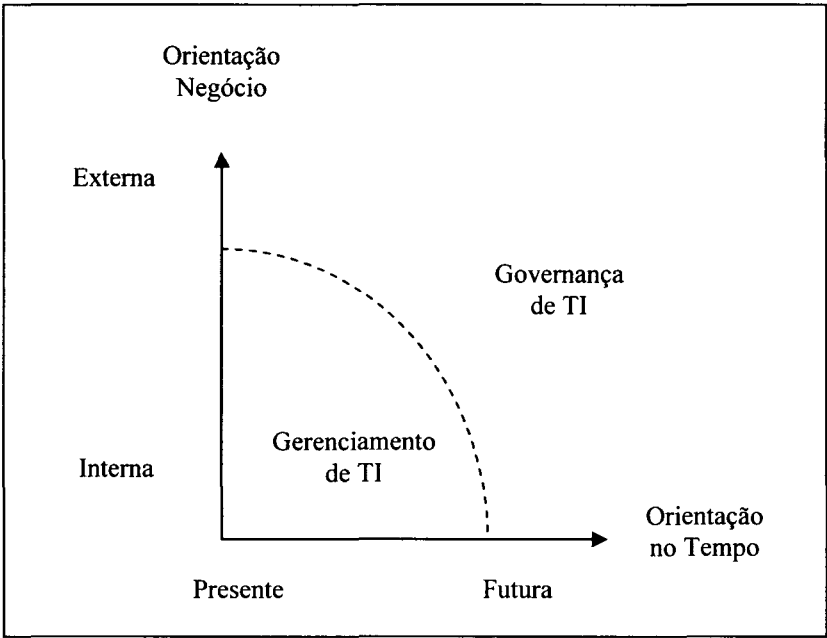 Orientação
Negócio
Externa
Governança
de TI
Gerenciamento
de TI
Interna
Orientação
no Tempo
Presente
Futura